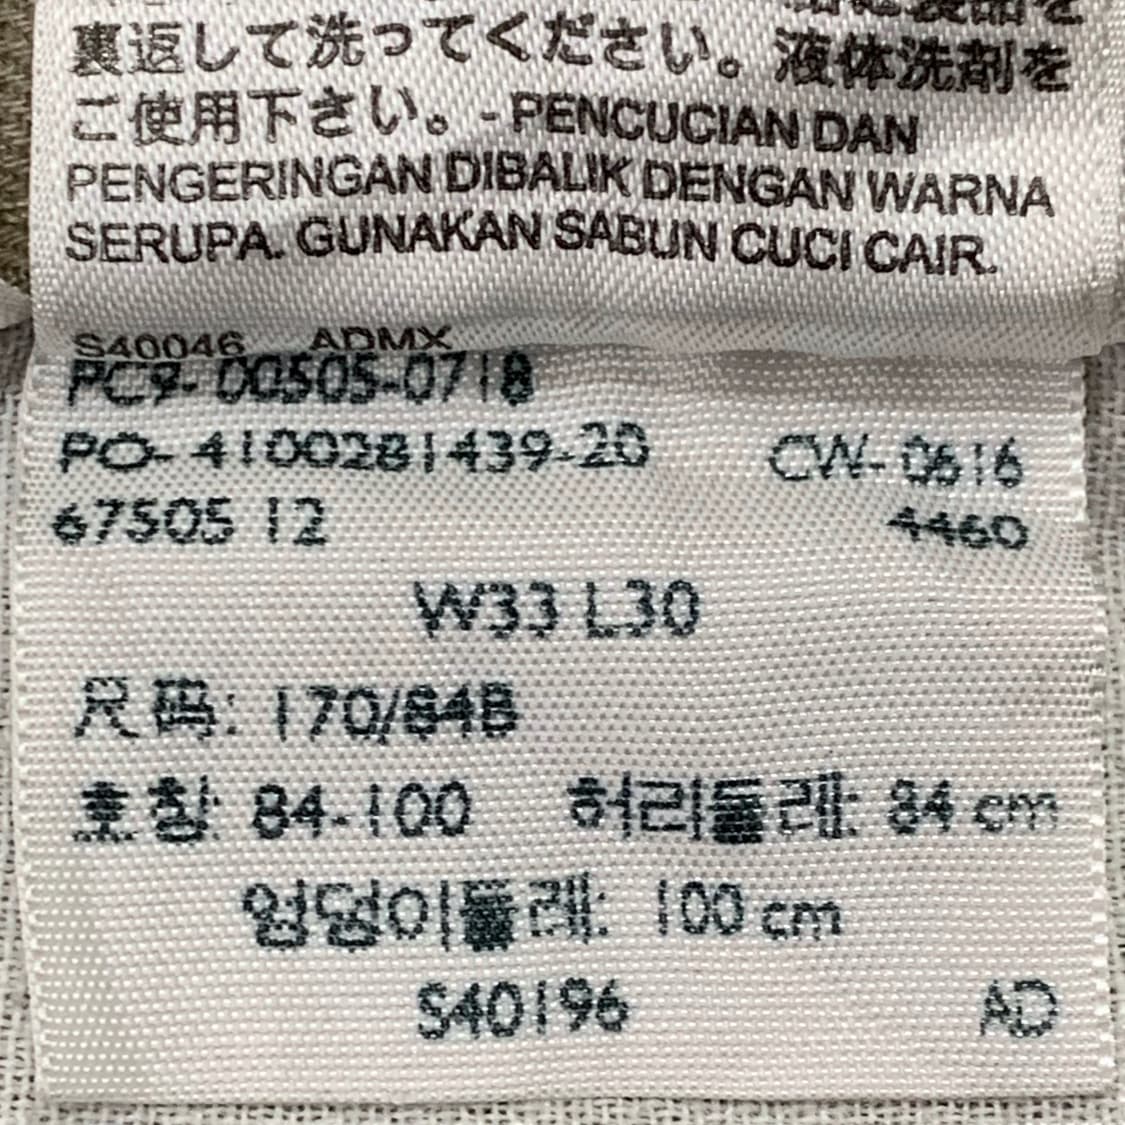 製品を
裏返して洗ってください。液体洗剤を
ご使用下さい。- PENCUCIAN DAN
PENGERINGAN DIBALIK DENGAN WARNA
SERUPA. GUNAKAN SABUN CUCI CAIR.
S40046 ADMX
PC9- 00505-0718
PO- 4100281439-20 CW- 0616
67505 12 4460
W33 L30
尺码: 170/84B
호칭: 84-100 허리둘레: 84 cm
엉덩이둘레: 100 cm
S40196 AD